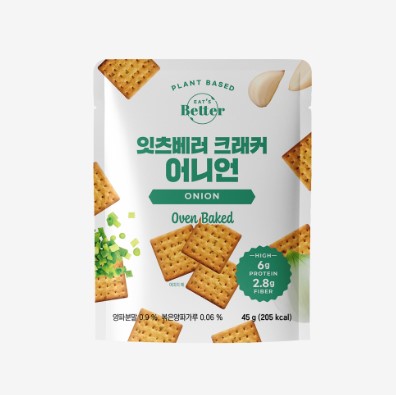 PLANT BASED
EAT'S
Better
잇츠베러 크래커
어니언
ONION
Oven Baked
HIGH
6g
PROTEIN
2.8g
FIBER
양파분말 0.9 %, 볶은양파가루 0.06 %
45 g (205 kcal)